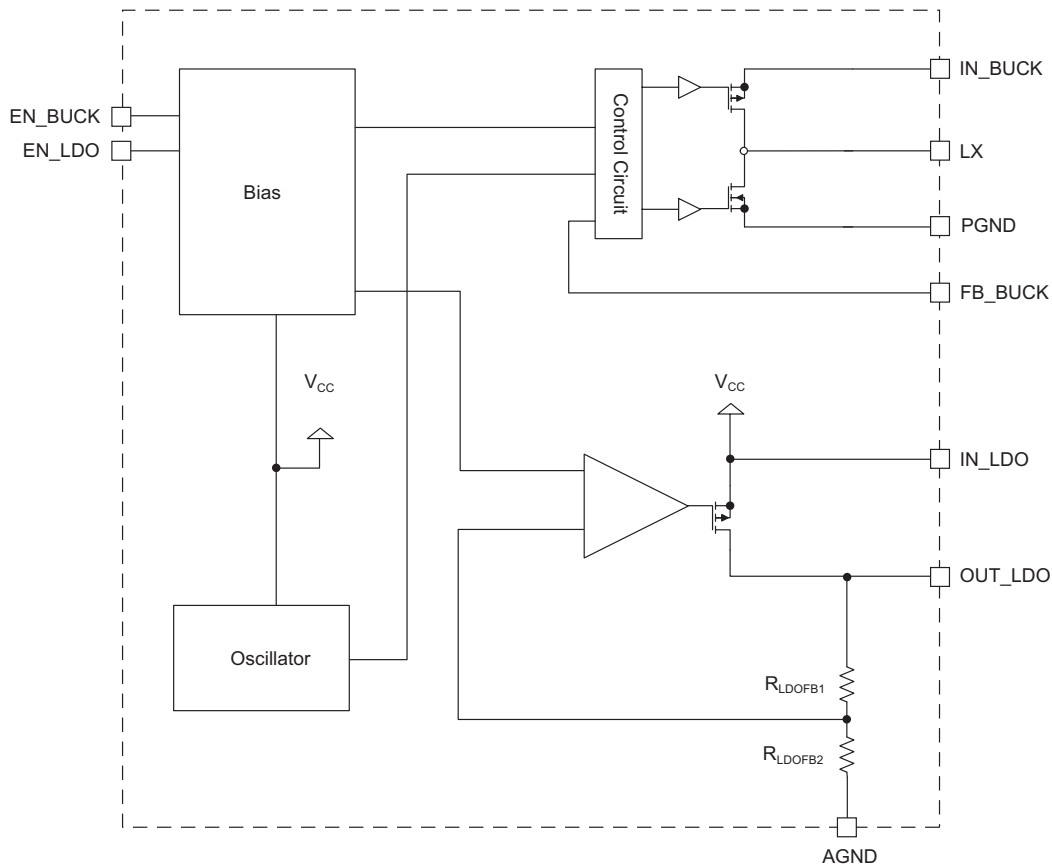 IN_BUCK
EN_BUCK
EN_LDO
Bias
Control Circuit
LX
PGND
FB_BUCK
VCC
VCC
IN_LDO
OUT_LDO
Oscillator
RLDOFB1
RLDOFB2
AGND